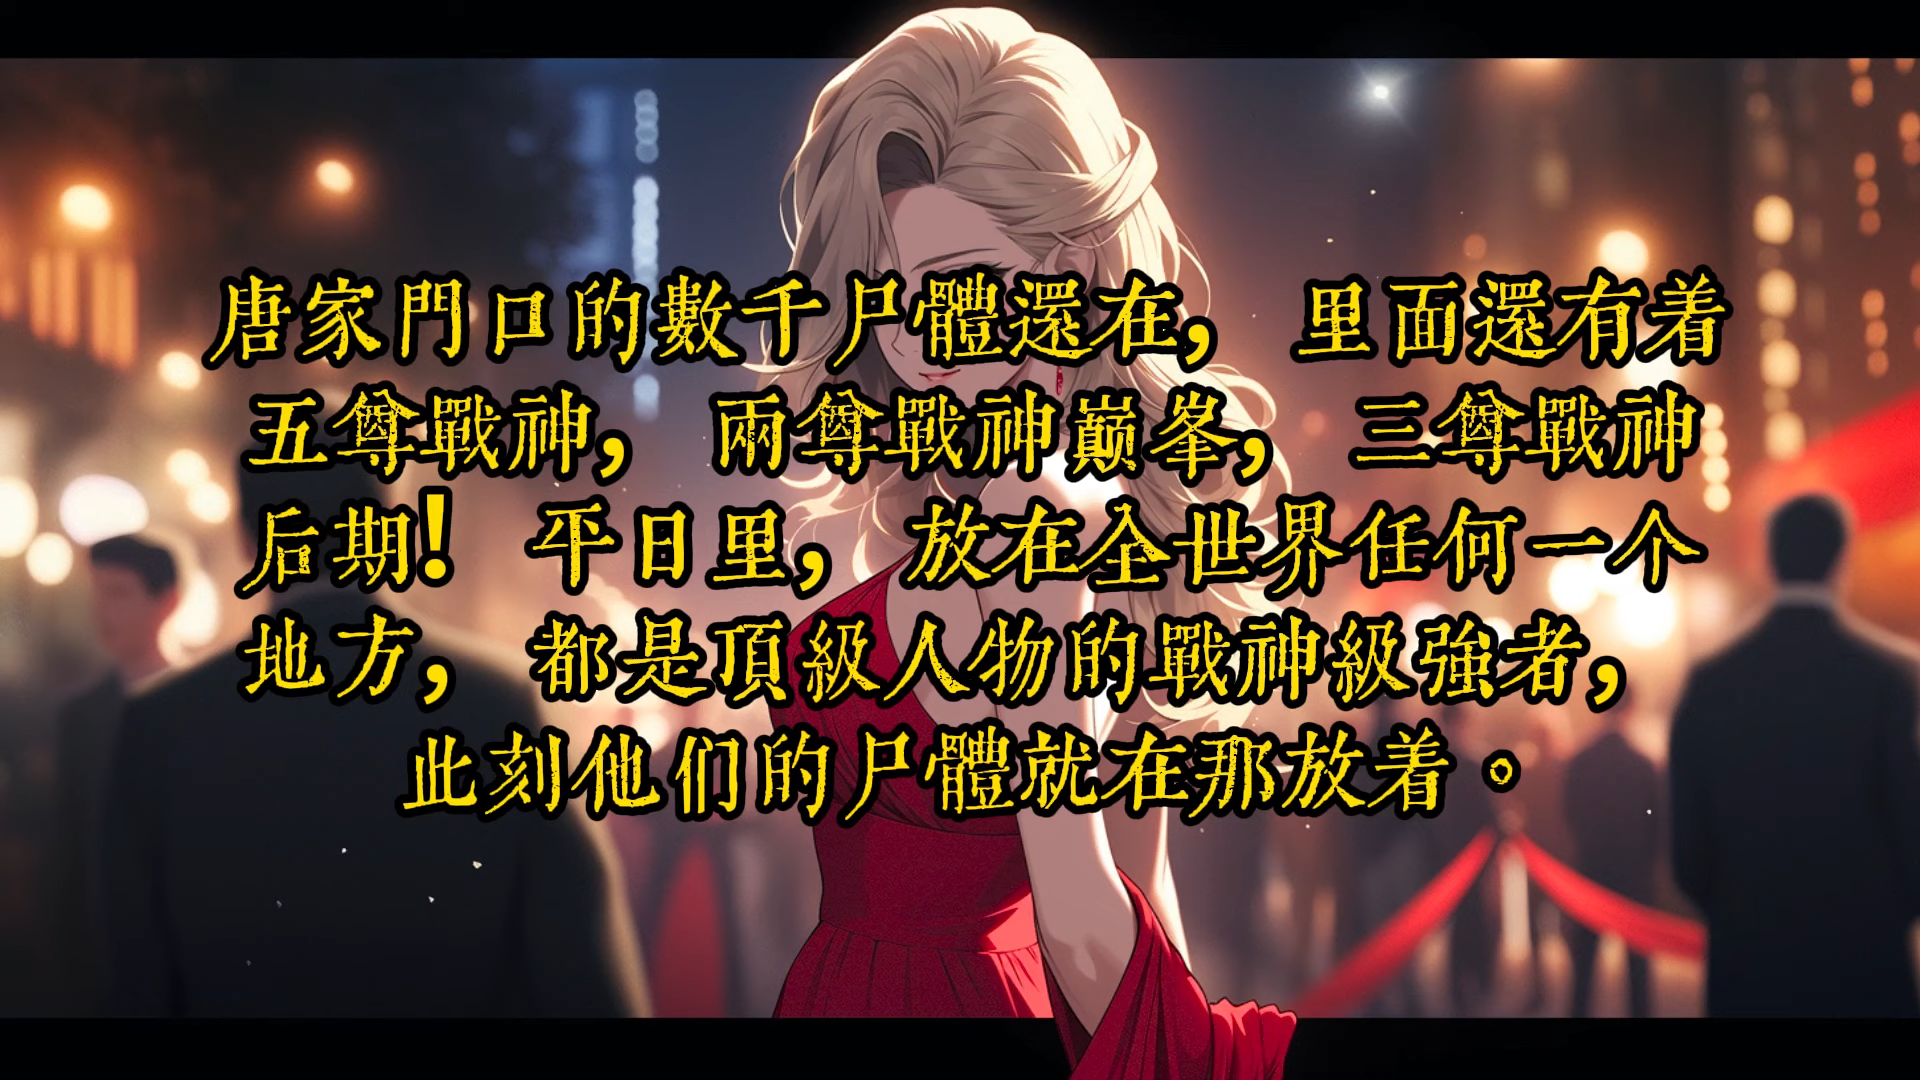 唐家門口的數千尸體還在，里面還有着
五尊戰神，兩尊戰神巔峯，三尊戰神
后期！平日里，放在全世界任何一个
地方，都是頂級人物的戰神級強者，
此刻他们的尸體就在那放着。